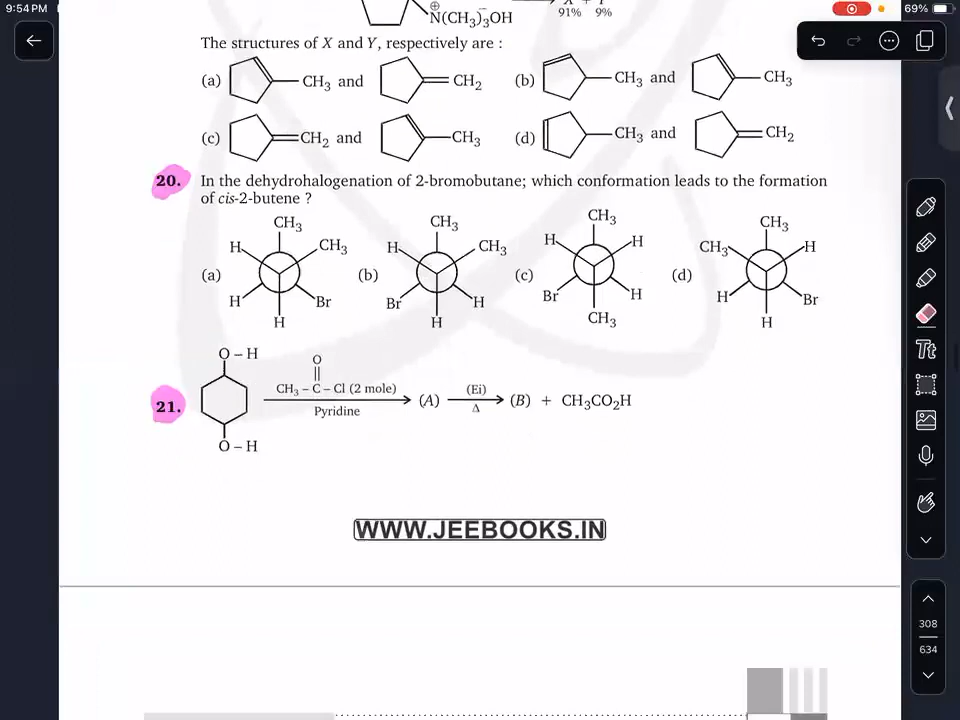 9:54 PM
69%
N(CH3)3OH
⊕
–
X + Y
91% 9%
The structures of X and Y, respectively are :
(a) CH3 and CH2 (b) CH3 and CH3
(c) CH2 and CH3 (d) CH3 and CH2
20. In the dehydrohalogenation of 2-bromobutane; which conformation leads to the formation
of cis-2-butene ?
(a) CH3 H CH3 H Br H
(b) CH3 H CH3 Br H H
(c) CH3 H H Br H CH3
(d) CH3 CH3 H H Br H
21. O – H
O – H
O
CH3 – C – Cl (2 mole)
Pyridine
(A)
(Ei)
Δ
(B) + CH3CO2H
WWW.JEEBOOKS.IN
Tt
308
634